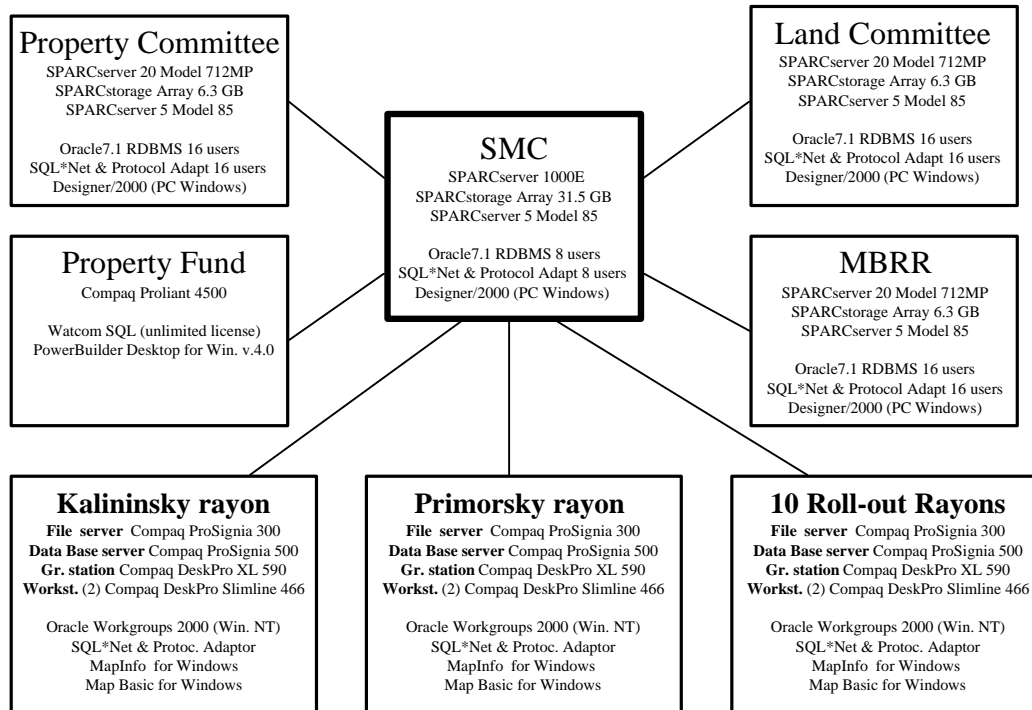 Property Committee
SPARCserver 20 Model 712MP
SPARCstorage Array 6.3 GB
SPARCserver 5 Model 85
Oracle7.1 RDBMS 16 users
SQL*Net & Protocol Adapt 16 users
Designer/2000 (PC Windows)
SMC
SPARCserver 1000E
SPARCstorage Array 31.5 GB
SPARCserver 5 Model 85
Oracle7.1 RDBMS 8 users
SQL*Net & Protocol Adapt 8 users
Designer/2000 (PC Windows)
Land Committee
SPARCserver 20 Model 712MP
SPARCstorage Array 6.3 GB
SPARCserver 5 Model 85
Oracle7.1 RDBMS 16 users
SQL*Net & Protocol Adapt 16 users
Designer/2000 (PC Windows)
Property Fund
Compaq Proliant 4500
Watcom SQL (unlimited license)
PowerBuilder Desktop for Win. v.4.0
MBRR
SPARCserver 20 Model 712MP
SPARCstorage Array 6.3 GB
SPARCserver 5 Model 85
Oracle7.1 RDBMS 16 users
SQL*Net & Protocol Adapt 16 users
Designer/2000 (PC Windows)
Kalininsky rayon
File server Compaq ProSignia 300
Data Base server Compaq ProSignia 500
Gr. station Compaq DeskPro XL 590
Workst. (2) Compaq DeskPro Slimline 466
Oracle Workgroups 2000 (Win. NT)
SQL*Net & Protoc. Adaptor
MapInfo for Windows
Map Basic for Windows
Primorsky rayon
File server Compaq ProSignia 300
Data Base server Compaq ProSignia 500
Gr. station Compaq DeskPro XL 590
Workst. (2) Compaq DeskPro Slimline 466
Oracle Workgroups 2000 (Win. NT)
SQL*Net & Protoc. Adaptor
MapInfo for Windows
Map Basic for Windows
10 Roll-out Rayons
File server Compaq ProSignia 300
Data Base server Compaq ProSignia 500
Gr. station Compaq DeskPro XL 590
Workst. (2) Compaq DeskPro Slimline 466
Oracle Workgroups 2000 (Win. NT)
SQL*Net & Protoc. Adaptor
MapInfo for Windows
Map Basic for Windows